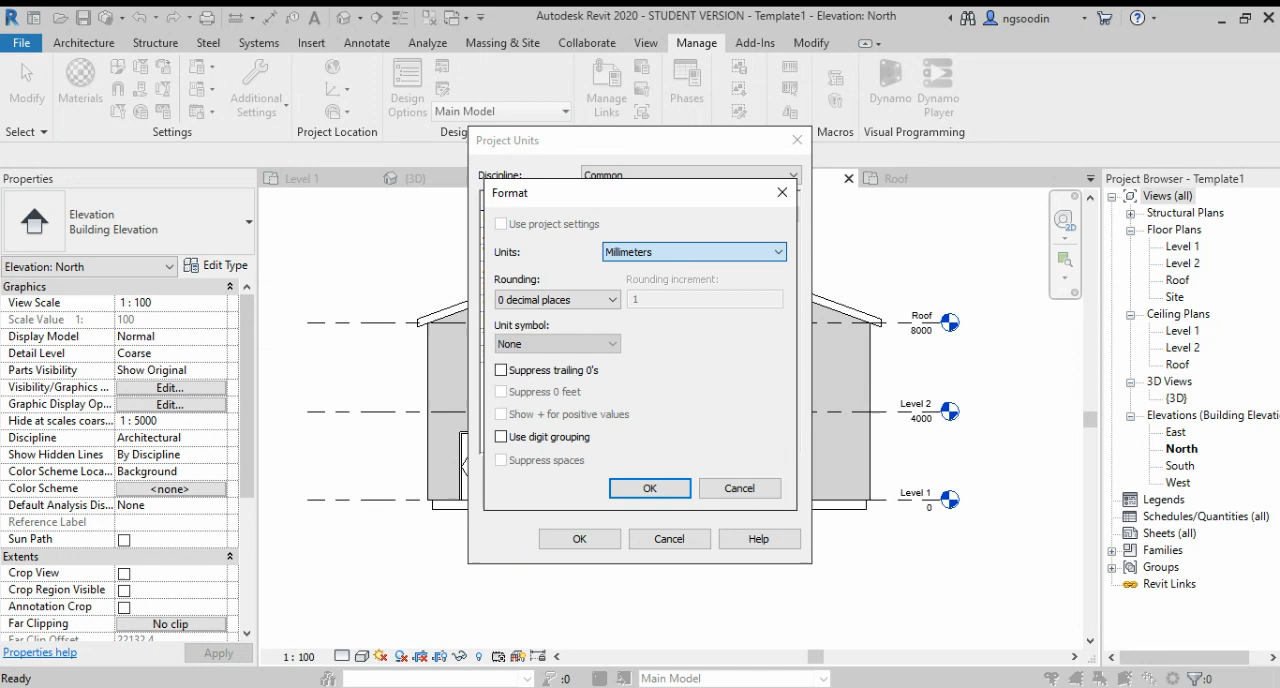 Autodesk Revit 2020 - STUDENT VERSION - Template1 - Elevation: North
ngsoodin
File Architecture Structure Steel Systems Insert Annotate Analyze Massing & Site Collaborate View Manage Add-Ins Modify
Modify
Materials
Additional
Settings
Design
Options
Main Model
Manage
Links
Phases
Dynamo
Dynamo
Player
Select
Settings
Project Location
Macros
Visual Programming
Project Units
Discipline:
Common
Format
Use project settings
Units:
Millimeters
Rounding:
Rounding increment:
0 decimal places
1
Unit symbol:
None
Suppress trailing 0's
Suppress 0 feet
Show + for positive values
Use digit grouping
Suppress spaces
OK
Cancel
OK
Cancel
Help
Level 1
{3D}
Roof
Properties
Elevation
Building Elevation
Elevation: North
Edit Type
Graphics
View Scale 1 : 100
Scale Value 1: 100
Display Model Normal
Detail Level Coarse
Parts Visibility Show Original
Visibility/Graphics ... Edit...
Graphic Display Op... Edit...
Hide at scales coars... 1 : 5000
Discipline Architectural
Show Hidden Lines By Discipline
Color Scheme Loca... Background
Color Scheme <none>
Default Analysis Dis... None
Reference Label
Sun Path
Extents
Crop View
Crop Region Visible
Annotation Crop
Far Clipping No clip
Far Clip Offset 22132.4
Properties help
Apply
Roof
8000
Level 2
4000
Level 1
0
2D
Project Browser - Template1
Views (all)
Structural Plans
Floor Plans
Level 1
Level 2
Roof
Site
Ceiling Plans
Level 1
Level 2
Roof
3D Views
{3D}
Elevations (Building Elevati
East
North
South
West
Legends
Schedules/Quantities (all)
Sheets (all)
Families
Groups
Revit Links
1 : 100
Ready
:0
Main Model
:0